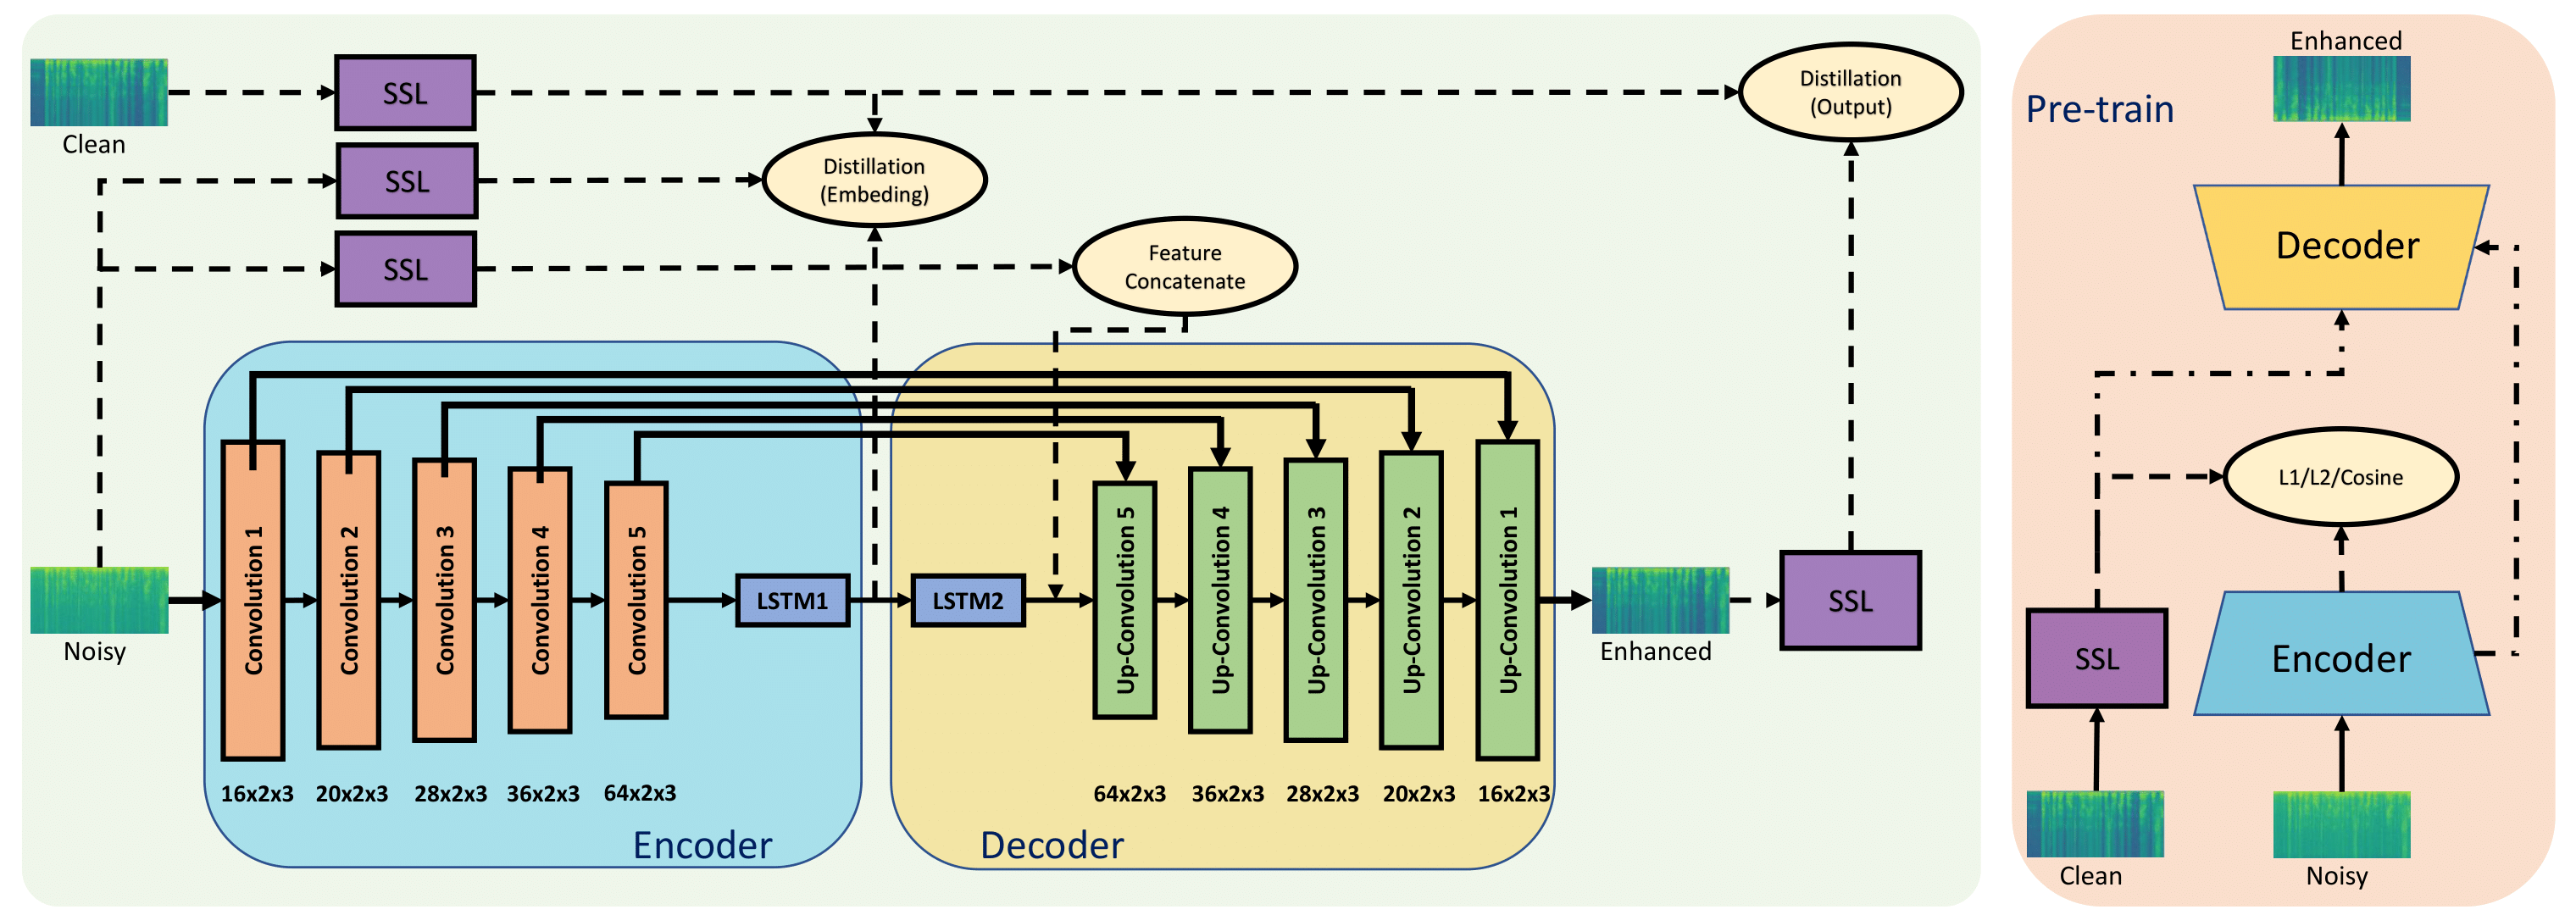 Clean
SSL
SSL
SSL
Distillation
(Embeding)
Feature
Concatenate
Distillation
(Output)
Noisy
Convolution 1
Convolution 2
Convolution 3
Convolution 4
Convolution 5
LSTM1
LSTM2
Up-Convolution 5
Up-Convolution 4
Up-Convolution 3
Up-Convolution 2
Up-Convolution 1
Enhanced
SSL
16x2x3
20x2x3
28x2x3
36x2x3
64x2x3
64x2x3
36x2x3
28x2x3
20x2x3
16x2x3
Encoder
Decoder
Pre-train
Enhanced
Decoder
L1/L2/Cosine
SSL
Encoder
Clean
Noisy